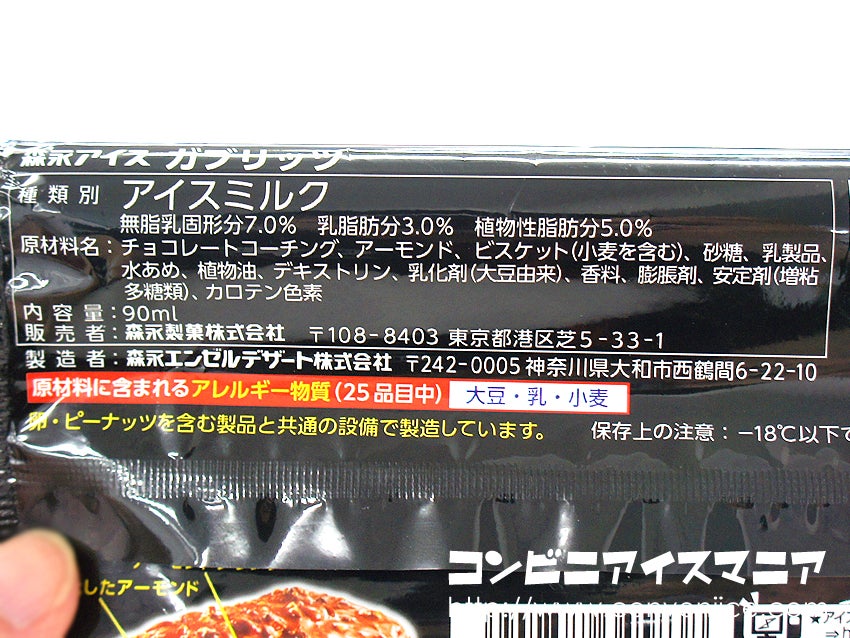 森永アイス ガブリッツ
種類別 アイスミルク
無脂乳固形分7.0% 乳脂肪分3.0% 植物性脂肪分5.0%
原材料名：チョコレートコーチング、アーモンド、ビスケット(小麦を含む)、砂糖、乳製品、
水あめ、植物油、デキストリン、乳化剤(大豆由来)、香料、膨脹剤、安定剤(増粘
多糖類)、カロテン色素
内容量：90ml
販売者：森永製菓株式会社 〒108-8403 東京都港区芝5-33-1
製造者：森永エンゼルデザート株式会社 〒242-0005 神奈川県大和市西鶴間6-22-10
原材料に含まれるアレルギー物質(25品目中) 大豆・乳・小麦
卵・ピーナッツを含む製品と共通の設備で製造しています。 保存上の注意：−18℃以下で
したアーモンド
コンビニアイスマニア